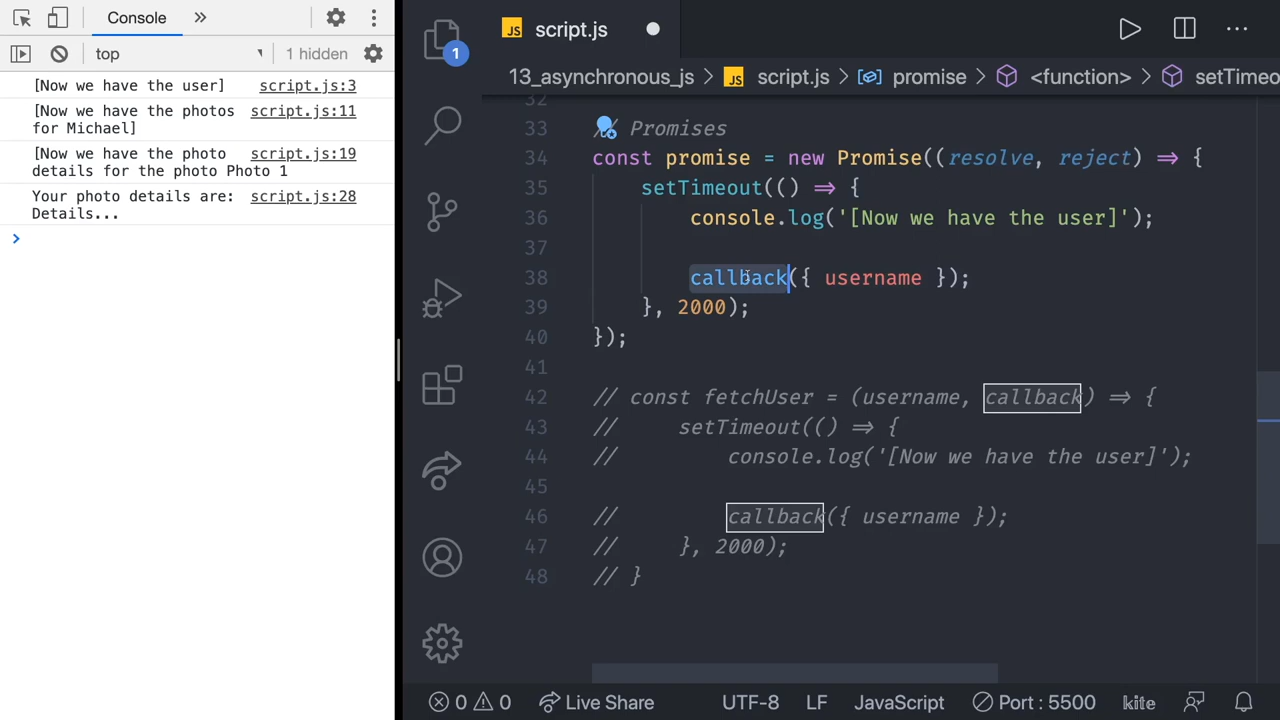 Console
top
1 hidden
[Now we have the user] script.js:3
[Now we have the photos script.js:11
for Michael]
[Now we have the photo script.js:19
details for the photo Photo 1
Your photo details are: script.js:28
Details...
>
1
JS script.js
13_asynchronous_js > JS script.js > promise > <function> > setTimeo
32
33 // Promises
34 const promise = new Promise((resolve, reject) => {
35 setTimeout(() => {
36 console.log('[Now we have the user]');
37
38 callback({ username });
39 }, 2000);
40 });
41
42 // const fetchUser = (username, callback) => {
43 // setTimeout(() => {
44 // console.log('[Now we have the user]');
45
46 // callback({ username });
47 // }, 2000);
48 // }
0 0 Live Share UTF-8 LF JavaScript Port : 5500 kite